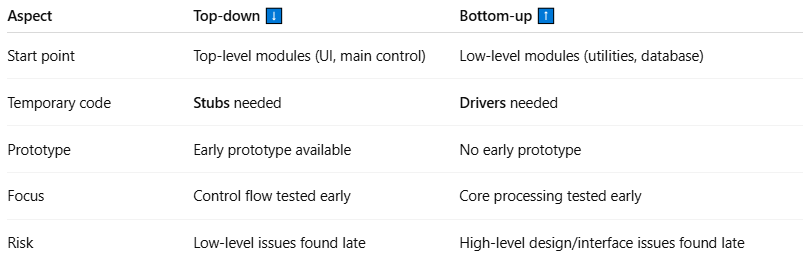 Aspect Top-down ⬇️ Bottom-up ⬆️
Start point Top-level modules (UI, main control) Low-level modules (utilities, database)
Temporary code Stubs needed Drivers needed
Prototype Early prototype available No early prototype
Focus Control flow tested early Core processing tested early
Risk Low-level issues found late High-level design/interface issues found late